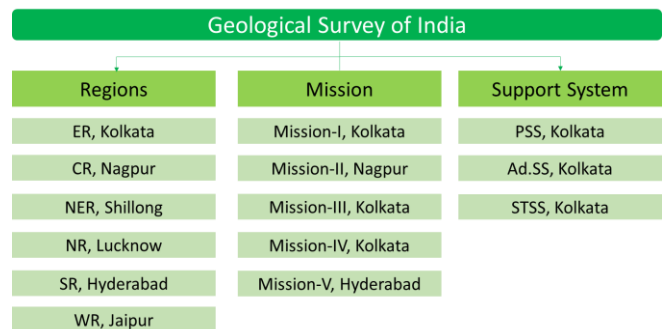 Geological Survey of India
Regions
ER, Kolkata
CR, Nagpur
NER, Shillong
NR, Lucknow
SR, Hyderabad
WR, Jaipur
Mission
Mission-I, Kolkata
Mission-II, Nagpur
Mission-III, Kolkata
Mission-IV, Kolkata
Mission-V, Hyderabad
Support System
PSS, Kolkata
Ad.SS, Kolkata
STSS, Kolkata